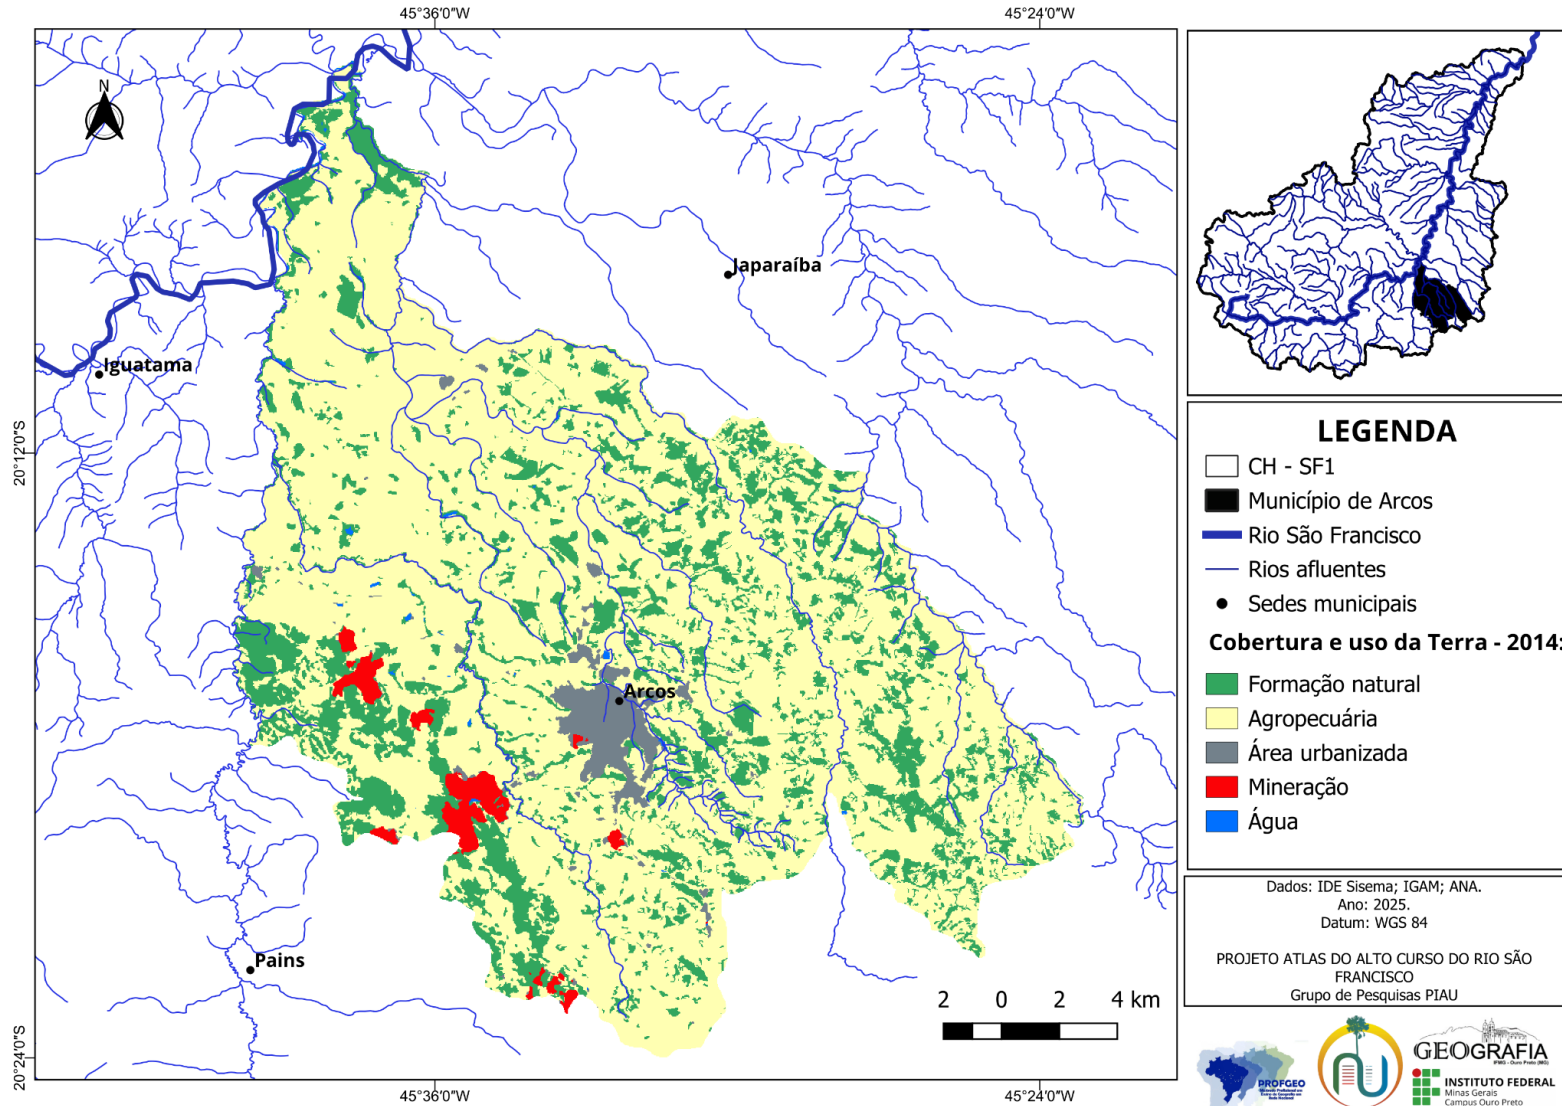 45°36'0"W
45°24'0"W
N
Japaraíba
Iguatama
20°12'0"S
Arcos
Pains
2 0 2 4 km
20°24'0"S
45°36'0"W
45°24'0"W
LEGENDA
CH - SF1
Município de Arcos
Rio São Francisco
Rios afluentes
Sedes municipais
Cobertura e uso da Terra - 2014:
Formação natural
Agropecuária
Área urbanizada
Mineração
Água
Dados: IDE Sisema; IGAM; ANA.
Ano: 2025.
Datum: WGS 84
PROJETO ATLAS DO ALTO CURSO DO RIO SÃO
FRANCISCO
Grupo de Pesquisas PIAU
PROFGEO
GEOGRAFIA
IFMG - Ouro Preto (MG)
INSTITUTO FEDERAL
Minas Gerais
Campus Ouro Preto